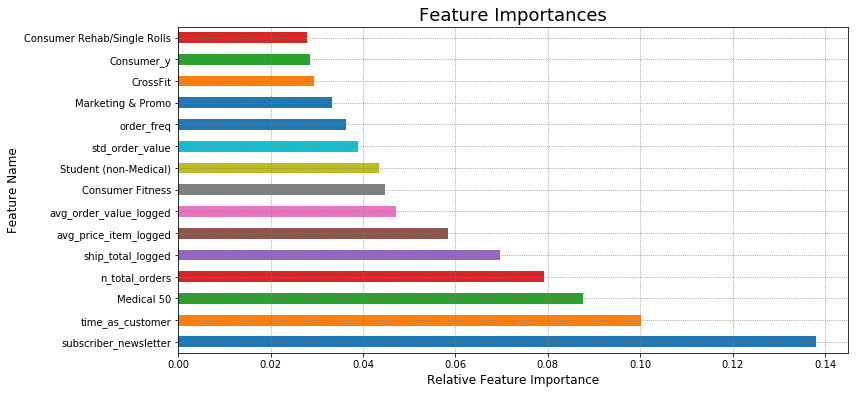 Feature Importances
Consumer Rehab/Single Rolls
Consumer_y
CrossFit
Marketing & Promo
order_freq
std_order_value
Student (non-Medical)
Consumer Fitness
avg_order_value_logged
avg_price_item_logged
ship_total_logged
n_total_orders
Medical 50
time_as_customer
subscriber_newsletter
Feature Name
0.00 0.02 0.04 0.06 0.08 0.10 0.12 0.14
Relative Feature Importance